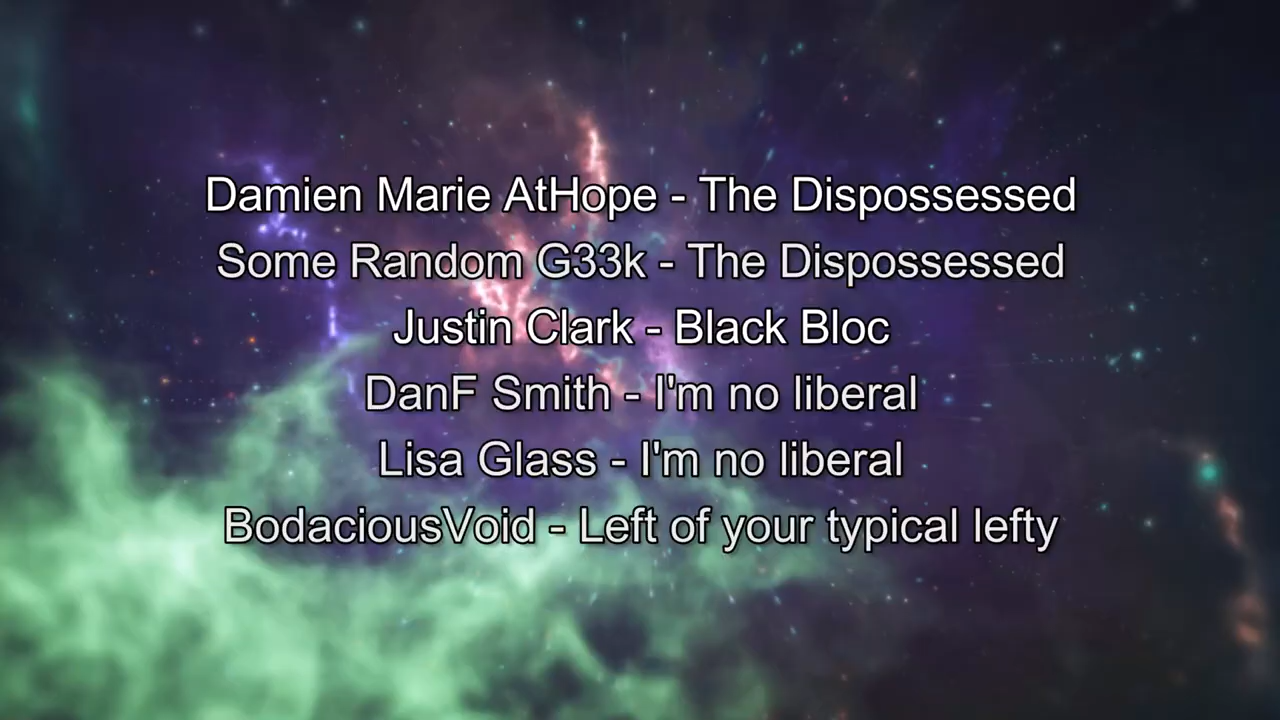 Damien Marie AtHope - The Dispossessed
Some Random G33k - The Dispossessed
Justin Clark - Black Bloc
DanF Smith - I'm no liberal
Lisa Glass - I'm no liberal
BodaciousVoid - Left of your typical lefty